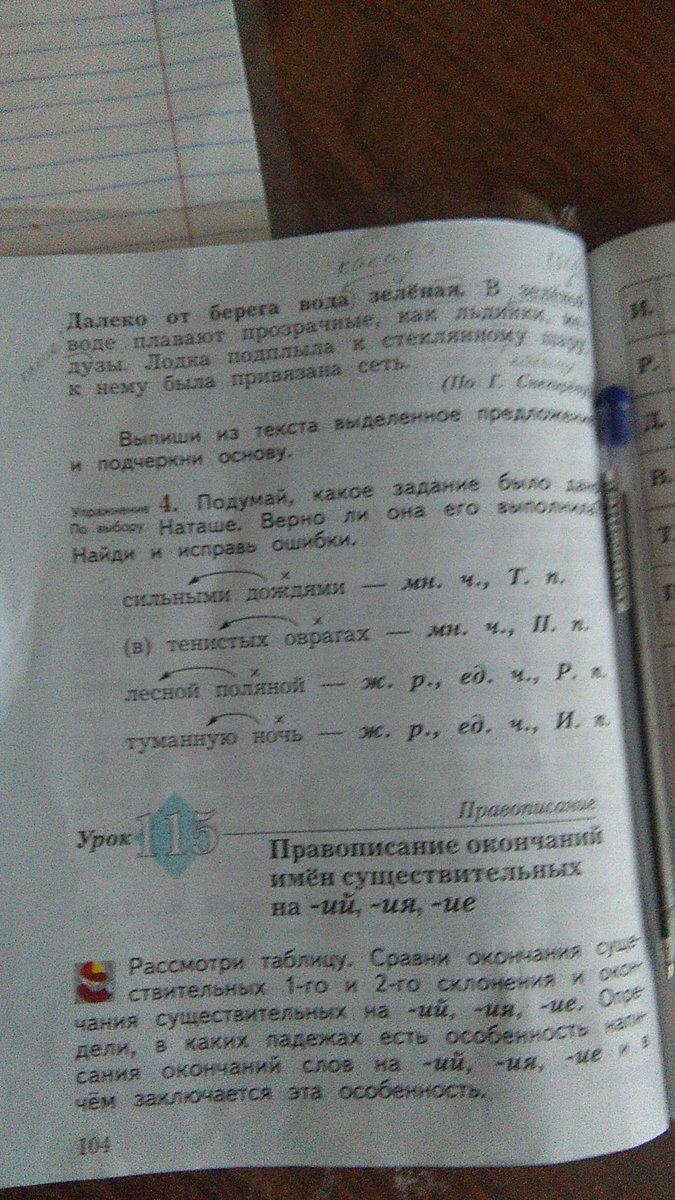 Далеко от берега вода зелёная. В зелёной
воде плавают прозрачные, как льдинки, ме-
дузы. Лодка подплыла к стеклянному шару,
к нему была привязана сеть.
(По Г. Снегирёву)
Выпиши из текста выделенное предложение
и подчеркни основу.
Упражнение 4. Подумай, какое задание было дано
По выбору Наташе. Верно ли она его выполнила?
Найди и исправь ошибки.
х
сильными дождями — мн. ч., Т. п.
х
(в) тенистых оврагах — мн. ч., П. п.
х
лесной поляной — ж. р., ед. ч., Р. п.
х
туманную ночь — ж. р., ед. ч., И. п.
Правописание
Урок 115
Правописание окончаний
имён существительных
на -ий, -ия, -ие
Рассмотри таблицу. Сравни окончания суще-
ствительных 1-го и 2-го склонения и окон-
чания существительных на -ий, -ия, -ие. Опре-
дели, в каких падежах есть особенность напи-
сания окончаний слов на -ий, -ия, -ие и в
чём заключается эта особенность.
104
И.
Р.
Д.
В.
Т.